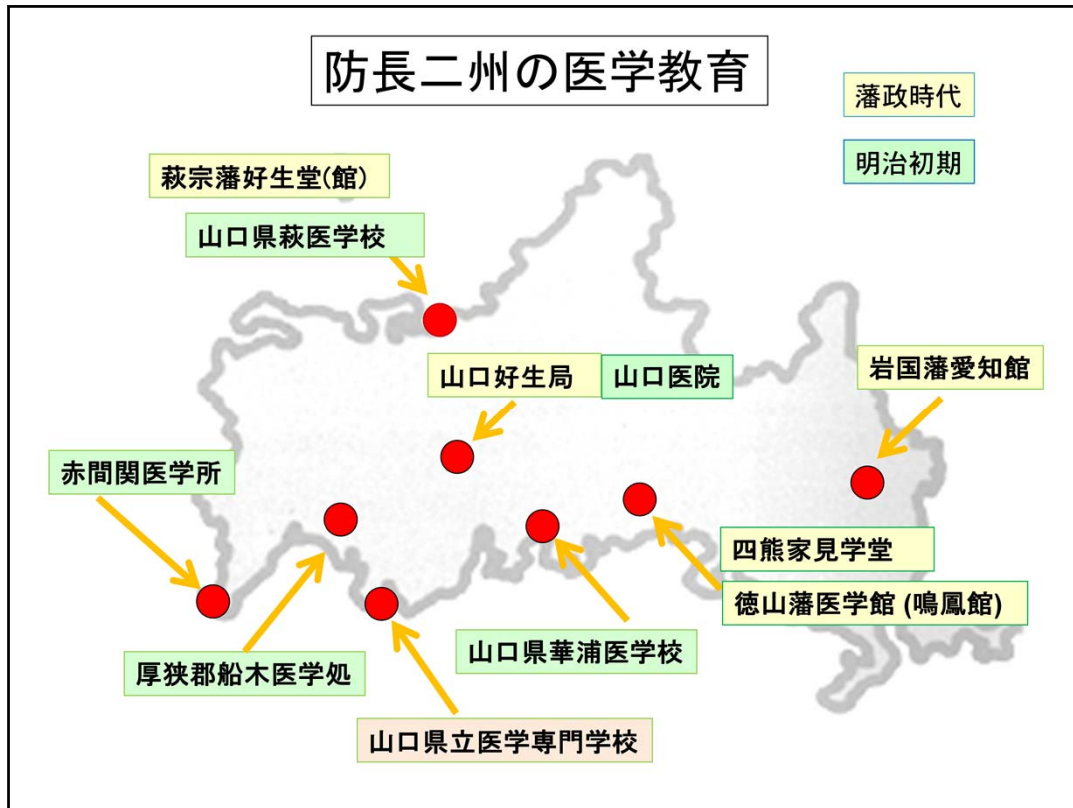 防長二州の医学教育
藩政時代
明治初期
萩宗藩好生堂(館)
山口県萩医学校
山口好生局
山口医院
岩国藩愛知館
赤間関医学所
四熊家見学堂
徳山藩医学館 (鳴鳳館)
山口県華浦医学校
厚狭郡船木医学処
山口県立医学専門学校